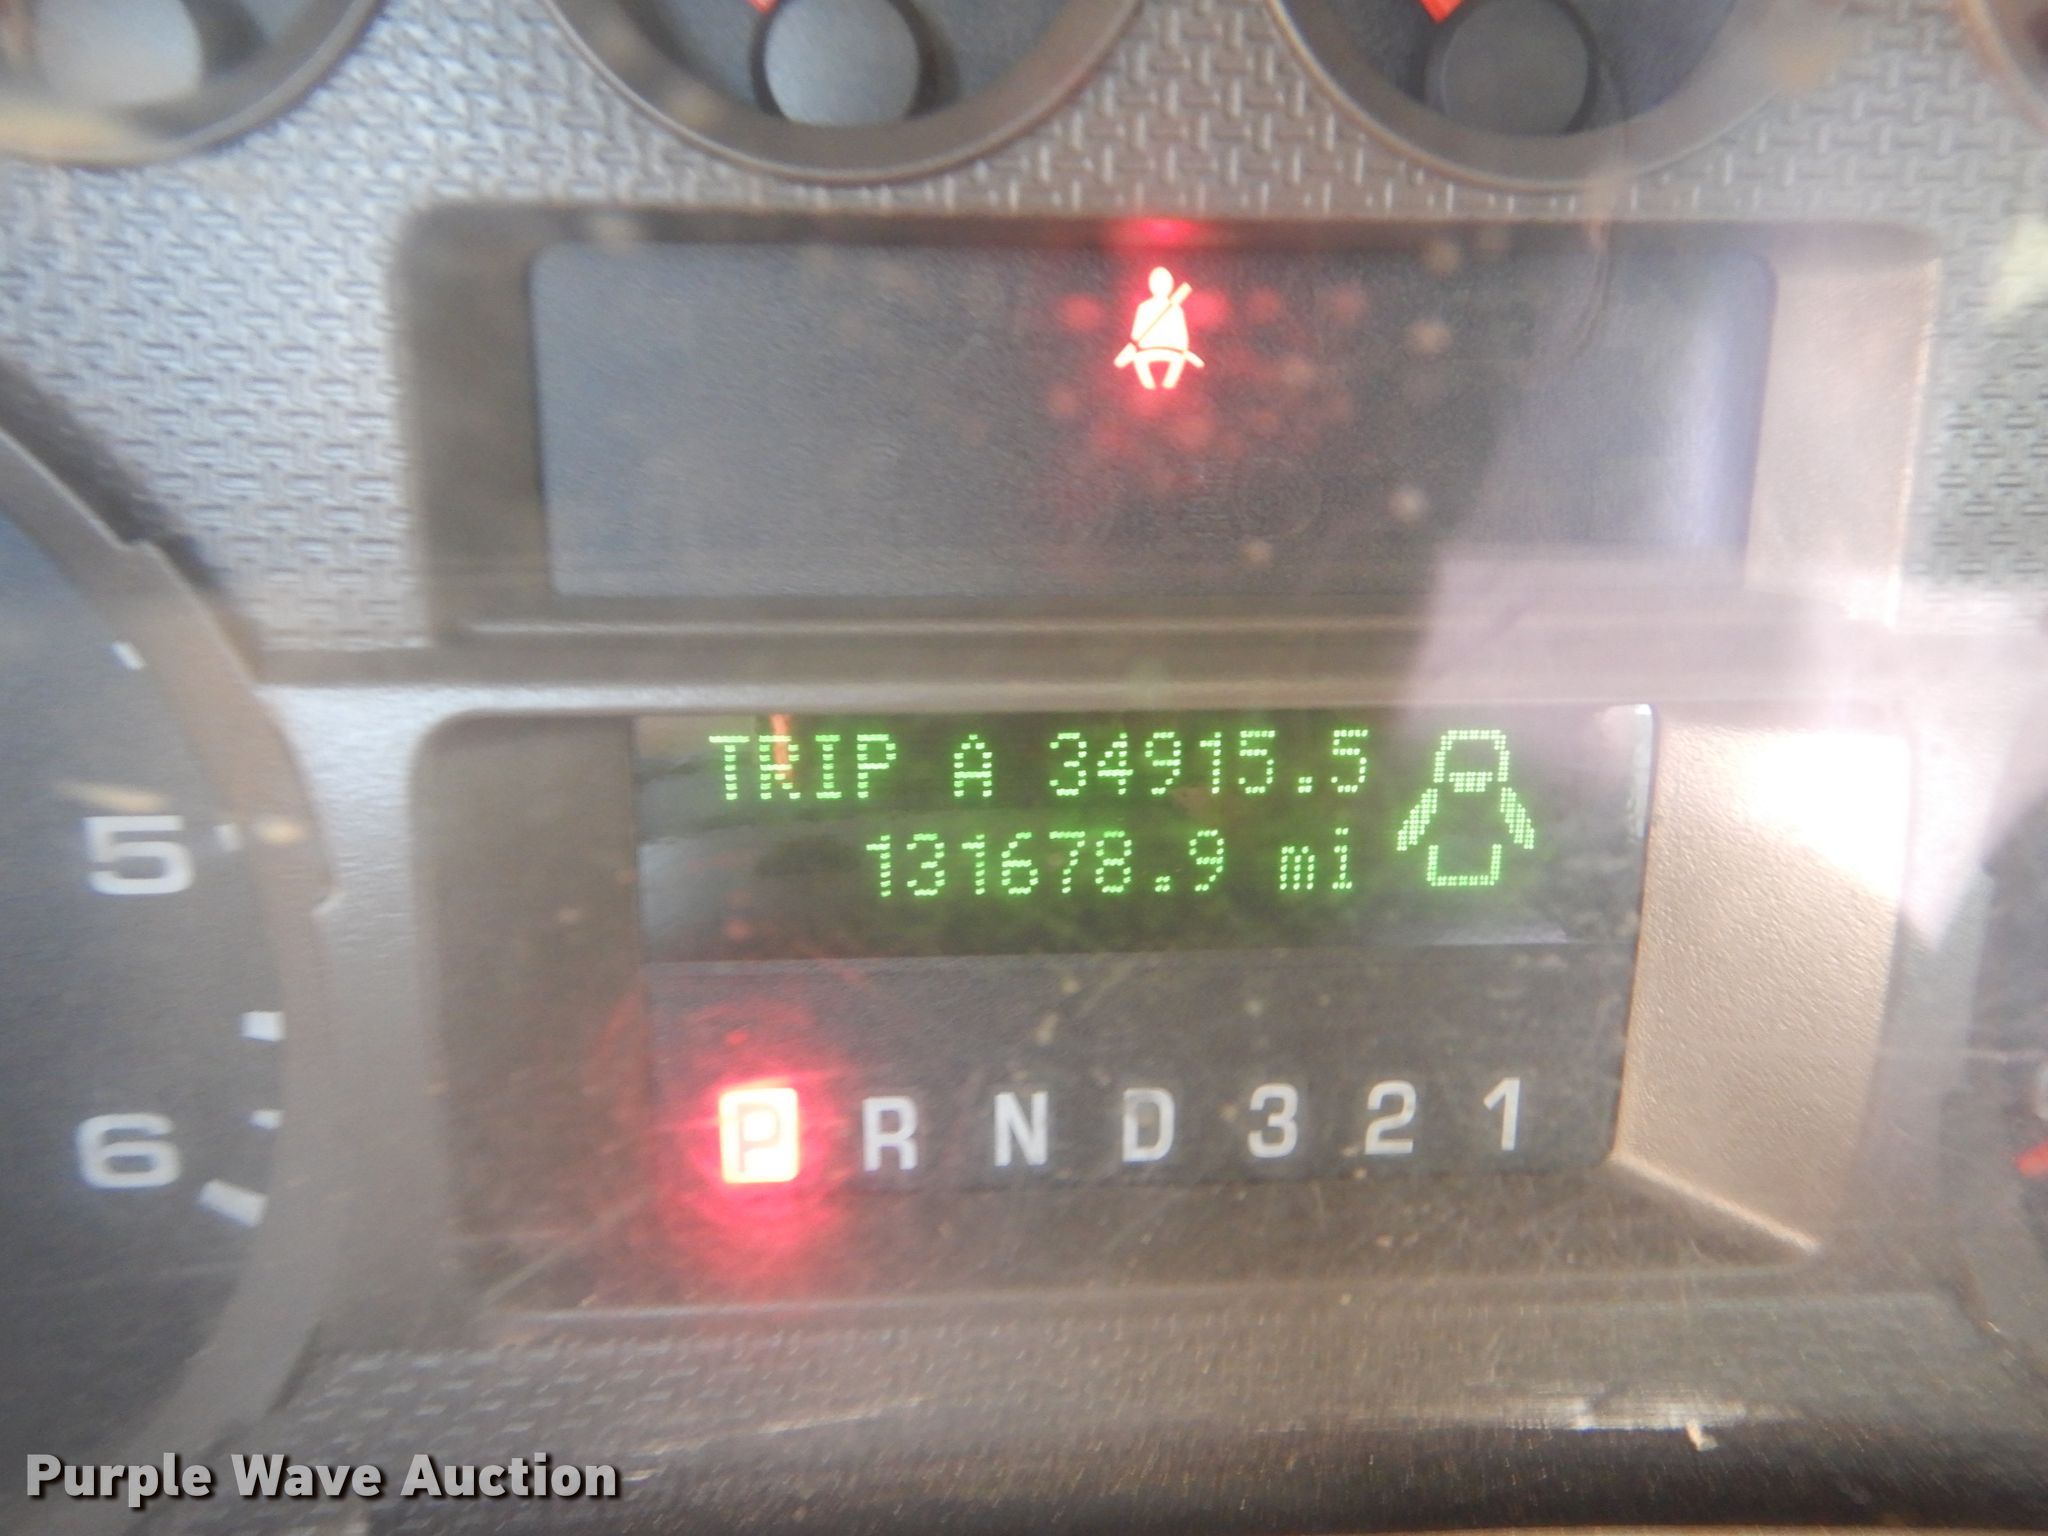 TRIP A 34915.5
131678.9 mi
5
6
P R N D 3 2 1
Purple Wave Auction